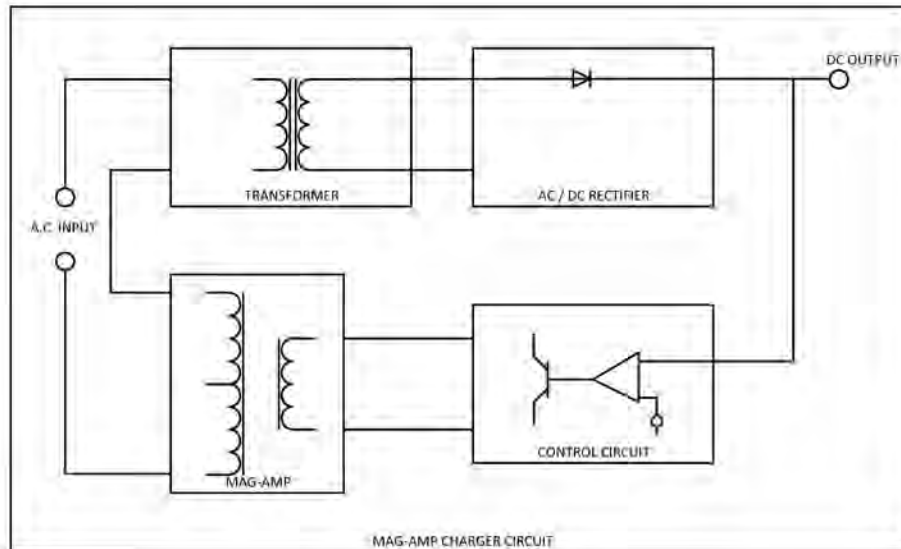 DC OUTPUT
TRANSFORMER
AC / DC RECTIFIER
A.C. INPUT
MAG-AMP
CONTROL CIRCUIT
MAG-AMP CHARGER CIRCUIT